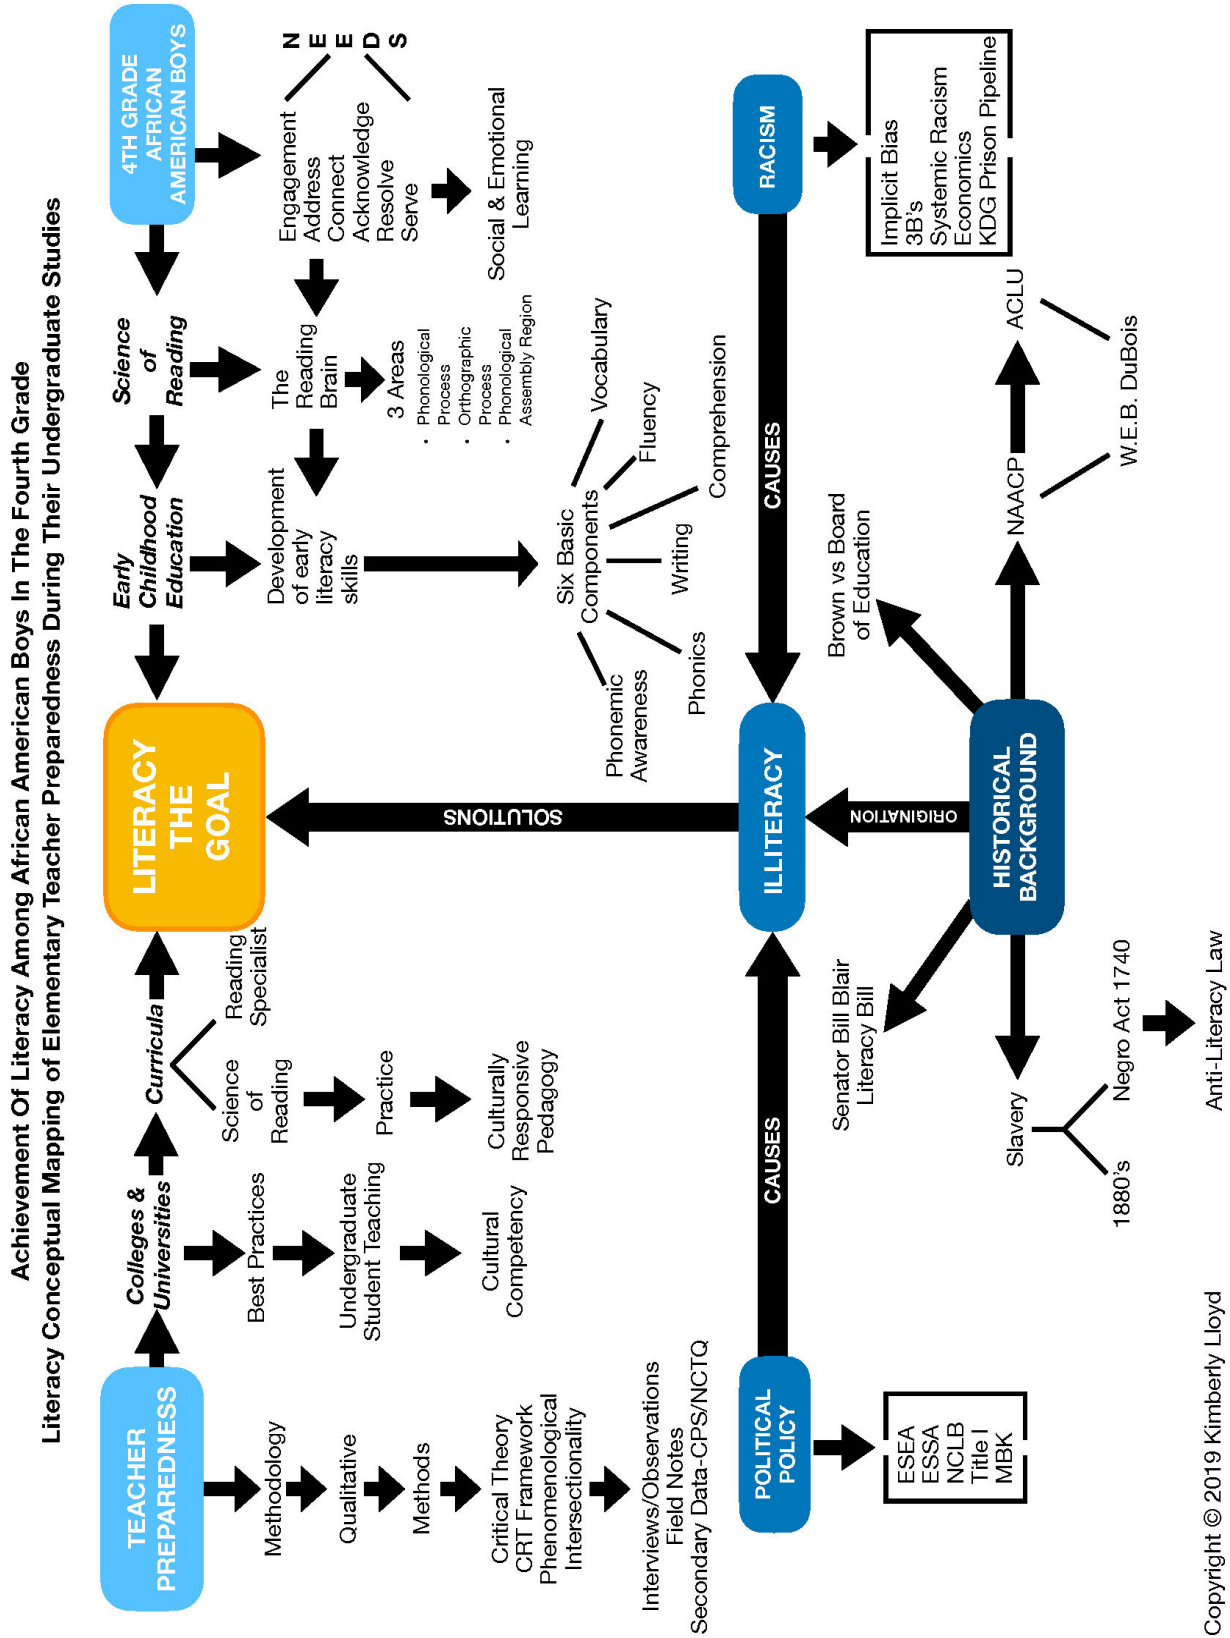 Achievement Of Literacy Among African American Boys In The Fourth Grade
Literacy Conceptual Mapping of Elementary Teacher Preparedness During Their Undergraduate Studies
TEACHER
PREPAREDNESS
Colleges &
Universities
Curricula
LITERACY
THE
GOAL
Early
Childhood
Education
Science
of
Reading
4TH GRADE
AFRICAN
AMERICAN BOYS
Methodology
Qualitative
Methods
Critical Theory
CRT Framework
Phenomenological
Intersectionality
Interviews/Observations
Field Notes
Secondary Data-CPS/NCTQ
Best Practices
Undergraduate
Student Teaching
Cultural
Competency
Science
of
Reading
Practice
Culturally
Responsive
Pedagogy
Reading
Specialist
Development
of early
literacy
skills
Six Basic
Components
Phonemic
Awareness
Phonics
Writing
Comprehension
Fluency
Vocabulary
The
Reading
Brain
3 Areas
· Phonological
Process
· Orthographic
Process
· Phonological
Assembly Region
Engagement
Address
Connect
Acknowledge
Resolve
Serve
N
E
E
D
S
Social & Emotional
Learning
SOLUTIONS
POLITICAL
POLICY
CAUSES
ILLITERACY
CAUSES
RACISM
ESEA
ESSA
NCLB
Title I
MBK
Implicit Bias
3B's
Systemic Racism
Economics
KDG Prison Pipeline
ORIGINATION
HISTORICAL
BACKGROUND
Senator Bill Blair
Literacy Bill
Brown vs Board
of Education
Slavery
1880's
Negro Act 1740
Anti-Literacy Law
NAACP
ACLU
W.E.B. DuBois
Copyright © 2019 Kimberly Lloyd